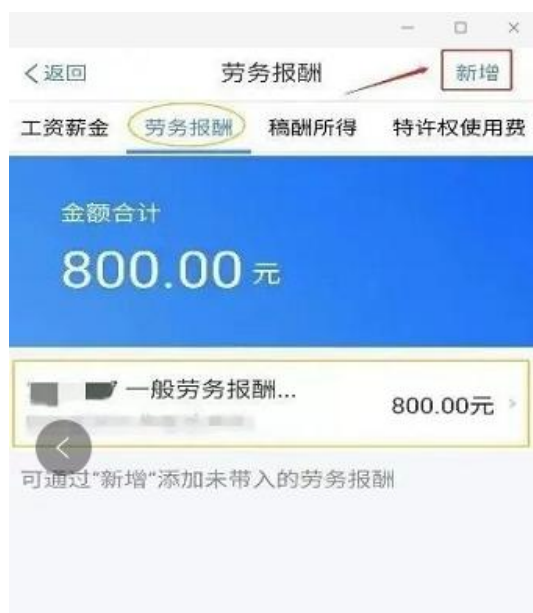 返回 劳务报酬 新增
工资薪金 劳务报酬 稿酬所得 特许权使用费
金额合计
800.00 元
一般劳务报酬... 800.00元
可通过“新增”添加未带入的劳务报酬